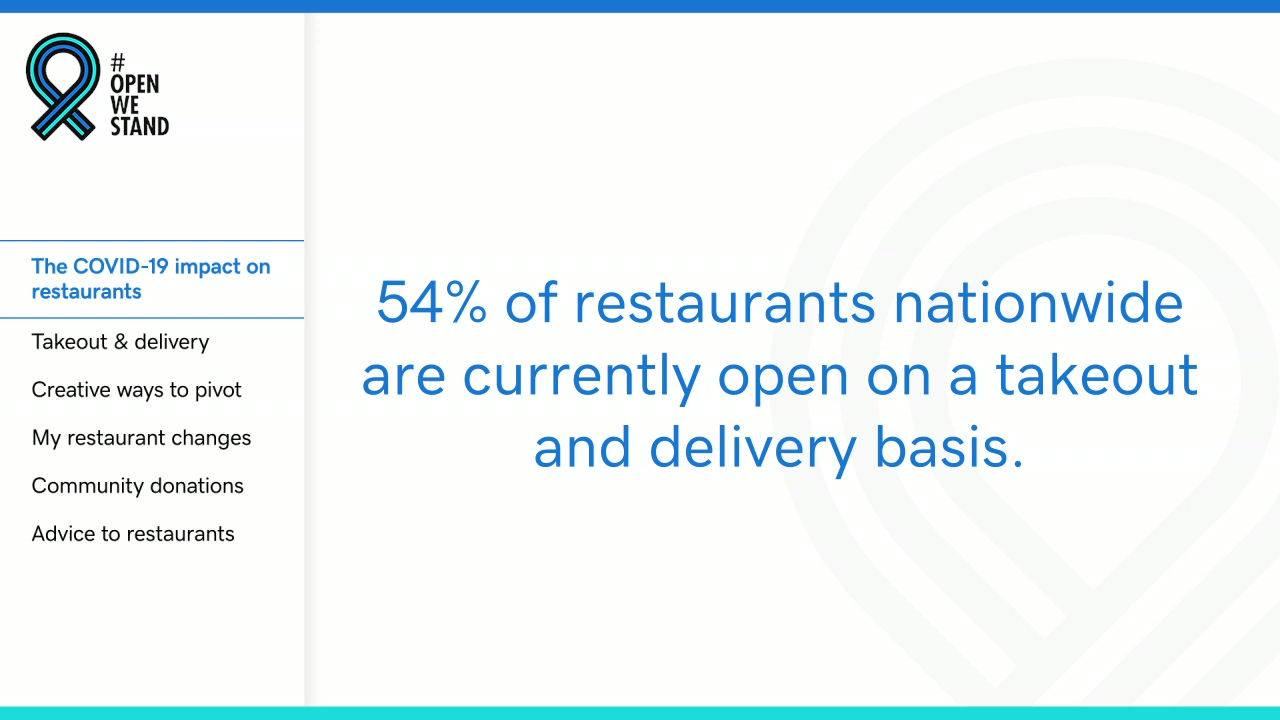 #
OPEN
WE
STAND
The COVID-19 impact on
restaurants
Takeout & delivery
Creative ways to pivot
My restaurant changes
Community donations
Advice to restaurants
54% of restaurants nationwide
are currently open on a takeout
and delivery basis.